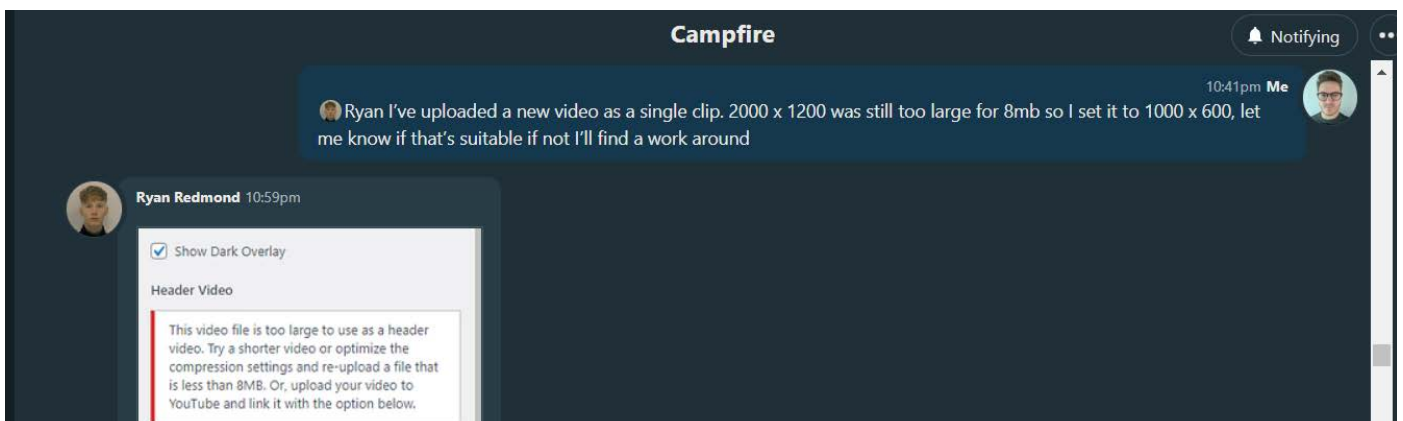 Campfire
Notifying
10:41pm Me
Ryan I've uploaded a new video as a single clip. 2000 x 1200 was still too large for 8mb so I set it to 1000 x 600, let
me know if that's suitable if not I'll find a work around
Ryan Redmond 10:59pm
Show Dark Overlay
Header Video
This video file is too large to use as a header
video. Try a shorter video or optimize the
compression settings and re-upload a file that
is less than 8MB. Or, upload your video to
YouTube and link it with the option below.